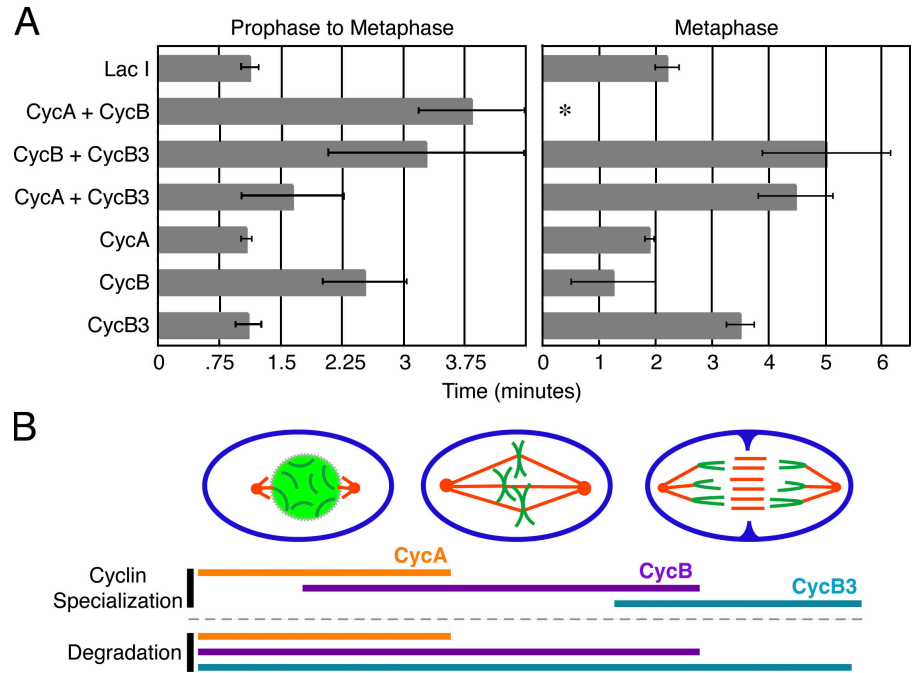 A
Prophase to Metaphase
Metaphase
Lac I
CycA + CycB
*
CycB + CycB3
CycA + CycB3
CycA
CycB
CycB3
0 .75 1.5 2.25 3 3.75
0 1 2 3 4 5 6
Time (minutes)
B
CycA
Cyclin
Specialization
CycB
CycB3
Degradation